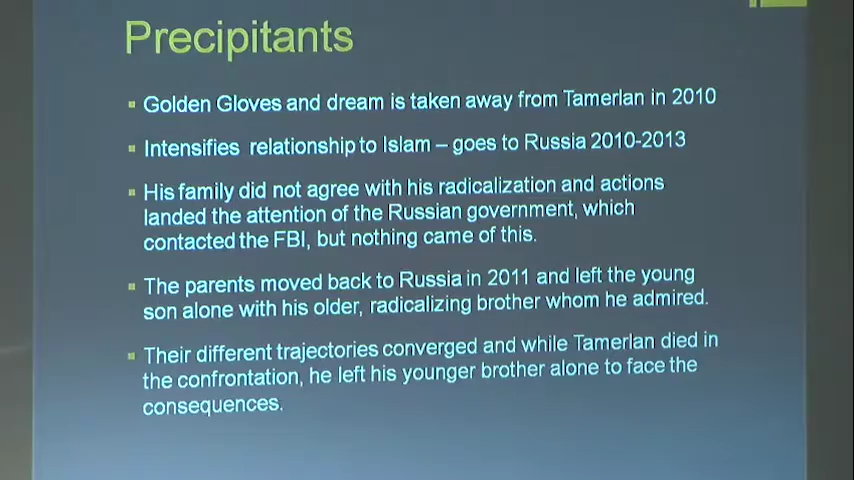 Precipitants
Golden Gloves and dream is taken away from Tamerlan in 2010
Intensifies relationship to Islam – goes to Russia 2010-2013
His family did not agree with his radicalization and actions
landed the attention of the Russian government, which
contacted the FBI, but nothing came of this.
The parents moved back to Russia in 2011 and left the young
son alone with his older, radicalizing brother whom he admired.
Their different trajectories converged and while Tamerlan died in
the confrontation, he left his younger brother alone to face the
consequences.